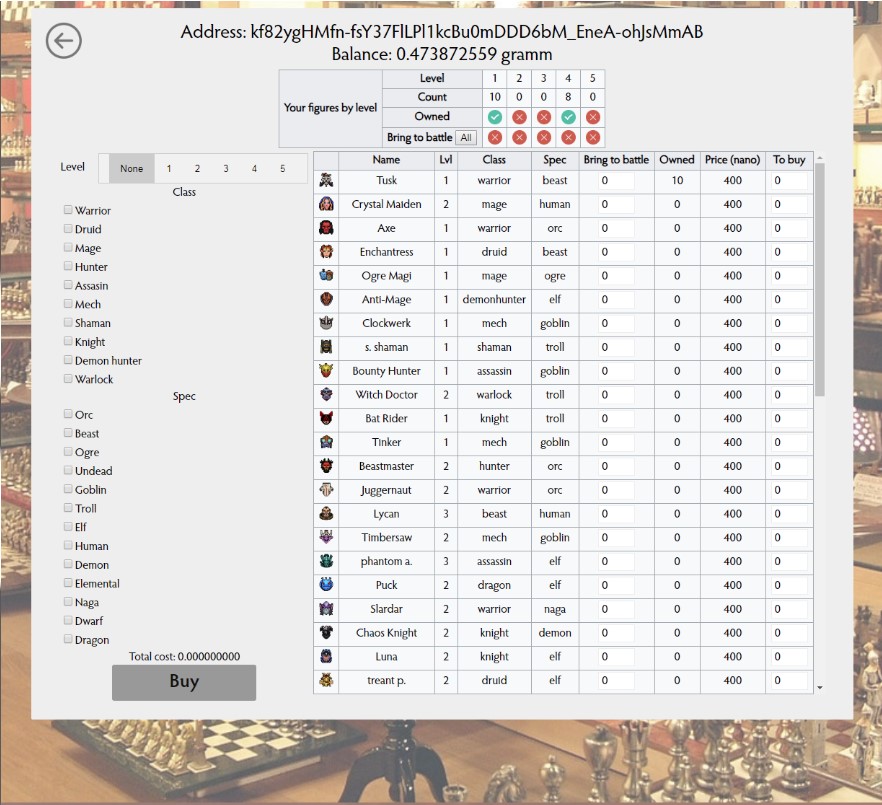 Address: kf82ygHMfn-fsY37FlLPl1kcBu0mDDD6bM_EneA-ohJsMmAB
Balance: 0.473872559 gramm
Your figures by level
Level 1 2 3 4 5
Count 10 0 0 8 0
Owned
Bring to battle All
Level None 1 2 3 4 5
Class
Warrior
Druid
Mage
Hunter
Assasin
Mech
Shaman
Knight
Demon hunter
Warlock
Spec
Orc
Beast
Ogre
Undead
Goblin
Troll
Elf
Human
Demon
Elemental
Naga
Dwarf
Dragon
Total cost: 0.000000000
Buy
Name Lvl Class Spec Bring to battle Owned Price (nano) To buy
Tusk 1 warrior beast 0 10 400 0
Crystal Maiden 2 mage human 0 0 400 0
Axe 1 warrior orc 0 0 400 0
Enchantress 1 druid beast 0 0 400 0
Ogre Magi 1 mage ogre 0 0 400 0
Anti-Mage 1 demonhunter elf 0 0 400 0
Clockwerk 1 mech goblin 0 0 400 0
s. shaman 1 shaman troll 0 0 400 0
Bounty Hunter 1 assassin goblin 0 0 400 0
Witch Doctor 2 warlock troll 0 0 400 0
Bat Rider 1 knight troll 0 0 400 0
Tinker 1 mech goblin 0 0 400 0
Beastmaster 2 hunter orc 0 0 400 0
Juggernaut 2 warrior orc 0 0 400 0
Lycan 3 beast human 0 0 400 0
Timbersaw 2 mech goblin 0 0 400 0
phantom a. 3 assassin elf 0 0 400 0
Puck 2 dragon elf 0 0 400 0
Slardar 2 warrior naga 0 0 400 0
Chaos Knight 2 knight demon 0 0 400 0
Luna 2 knight elf 0 0 400 0
treant p. 2 druid elf 0 0 400 0